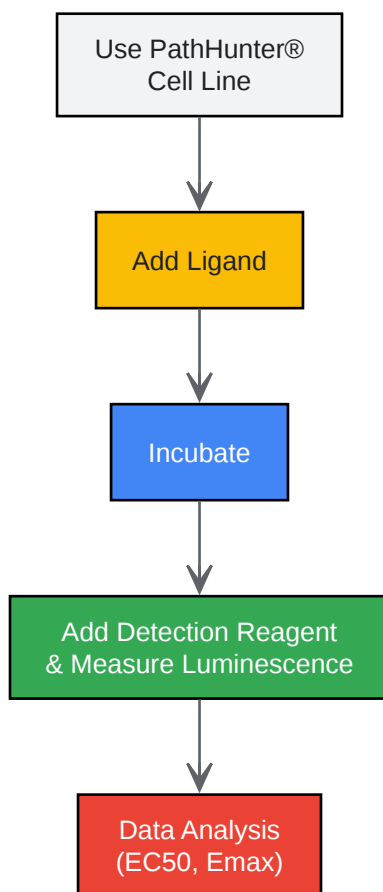 Use PathHunter®
Cell Line
Add Ligand
Incubate
Add Detection Reagent
& Measure Luminescence
Data Analysis
(EC50, Emax)